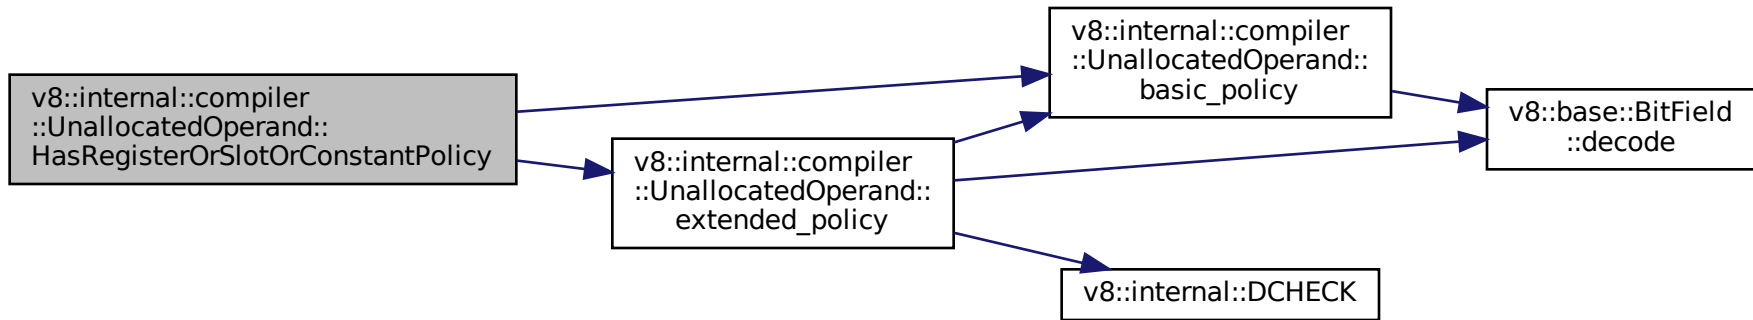 v8::internal::compiler
::UnallocatedOperand::
HasRegisterOrSlotOrConstantPolicy
v8::internal::compiler
::UnallocatedOperand::
basic_policy
v8::internal::compiler
::UnallocatedOperand::
extended_policy
v8::base::BitField
::decode
v8::internal::DCHECK